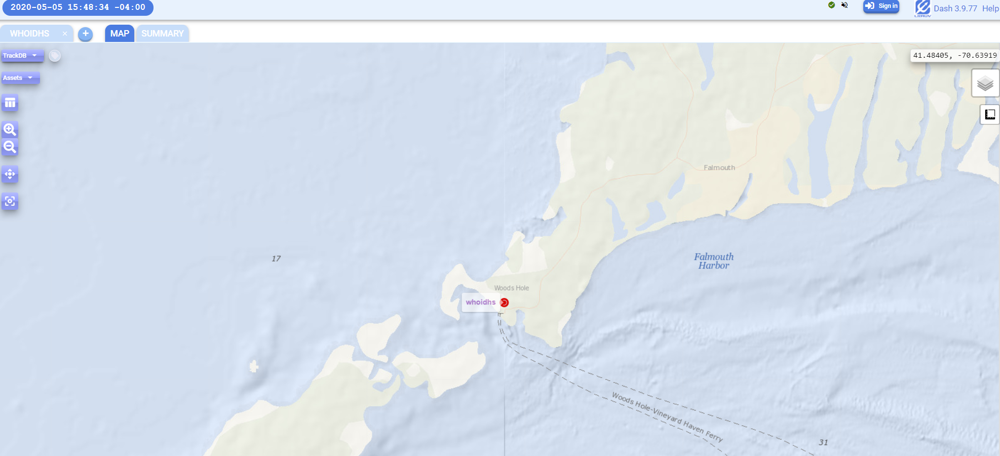 2020-05-05 15:48:34 -04:00
Sign in
LRAUV
Dash 3.9.77 Help
WHOIDHS × + MAP SUMMARY
TrackDB
41.48405, -70.63919
Assets
Falmouth
17
Falmouth
Harbor
Woods Hole
whoidhs
Woods Hole-Vineyard Haven Ferry
31